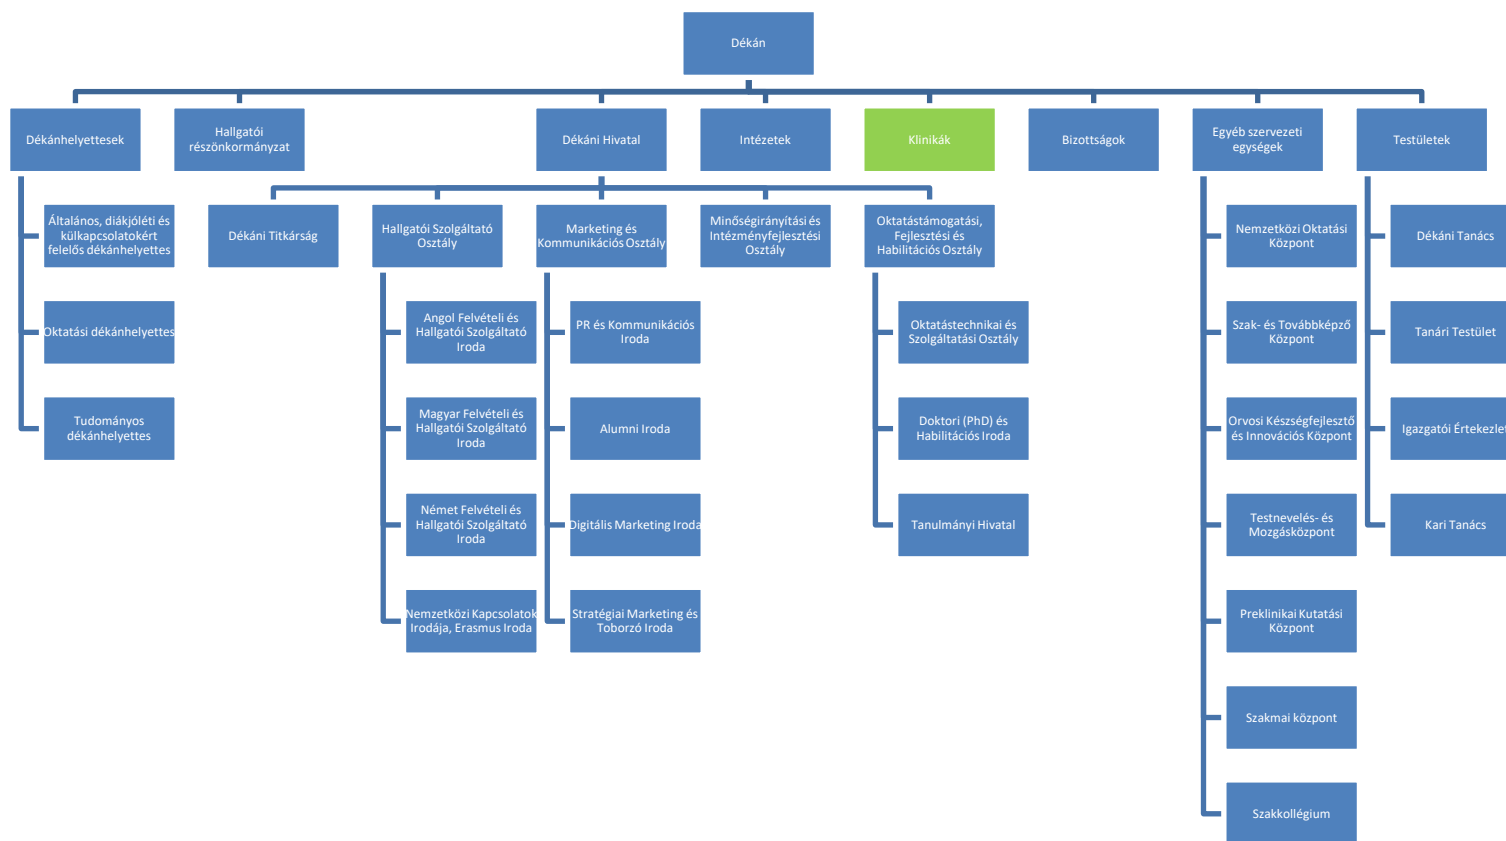 Dékán
Dékánhelyettesek
Hallgatói
részönkormányzat
Dékáni Hivatal
Intézetek
Klinikák
Bizottságok
Egyéb szervezeti
egységek
Testületek
Általános, diákjóléti és
külkapcsolatokért
felelős dékánhelyettes
Oktatási dékánhelyettes
Tudományos
dékánhelyettes
Dékáni Titkárság
Hallgatói Szolgáltató
Osztály
Angol Felvételi és
Hallgatói Szolgáltató
Iroda
Magyar Felvételi és
Hallgatói Szolgáltató
Iroda
Német Felvételi és
Hallgatói Szolgáltató
Iroda
Nemzetközi Kapcsolatok
Irodája, Erasmus Iroda
Marketing és
Kommunikációs Osztály
PR és Kommunikációs
Iroda
Alumni Iroda
Digitális Marketing Iroda
Stratégiai Marketing és
Toborzó Iroda
Minőségirányítási és
Intézményfejlesztési
Osztály
Oktatástámogatási,
Fejlesztési és
Habilitációs Osztály
Oktatástechnikai és
Szolgáltatási Osztály
Doktori (PhD) és
Habilitációs Iroda
Tanulmányi Hivatal
Nemzetközi Oktatási
Központ
Szak- és Továbbképző
Központ
Orvosi Készségfejlesztő
és Innovációs Központ
Testnevelés- és
Mozgásközpont
Preklinikai Kutatási
Központ
Szakmai központ
Szakkollégium
Dékáni Tanács
Tanári Testület
Igazgatói Értekezlet
Kari Tanács